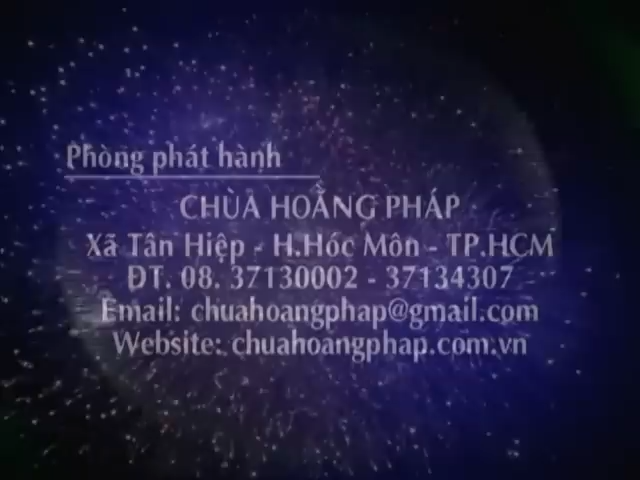 Phòng phát hành
CHÙA HOẰNG PHÁP
Xã Tân Hiệp - H.Hóc Môn - TP.HCM
ĐT. 08. 37130002 - 37134307
Email: chuahoangphap@gmail.com
Website: chuahoangphap.com.vn